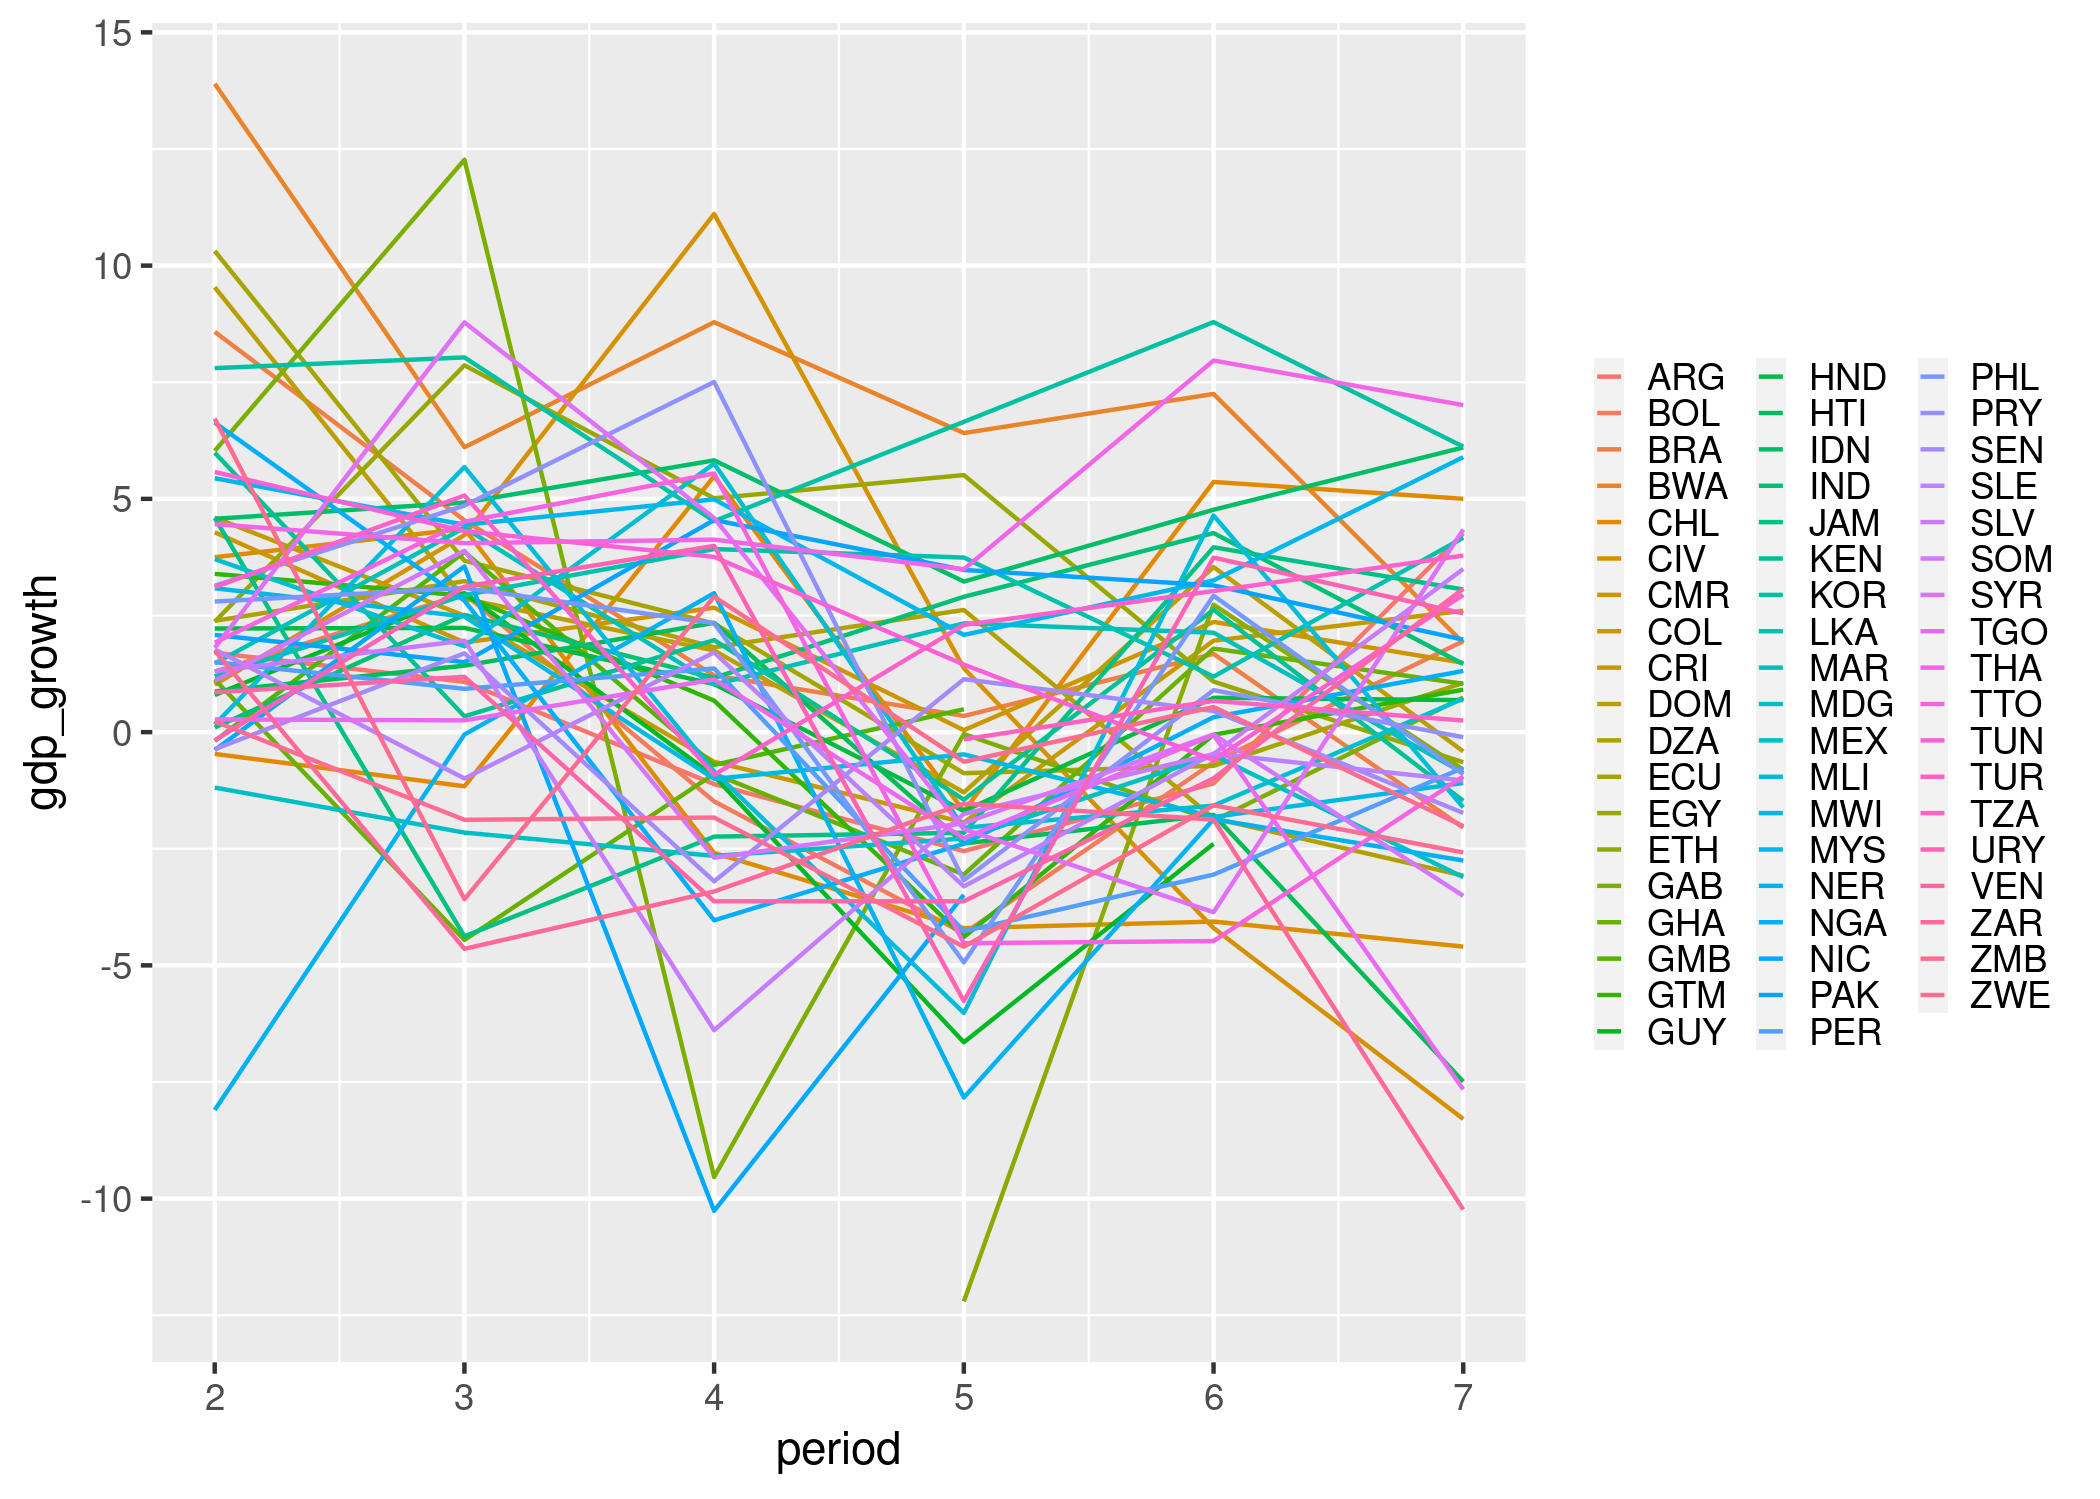 15
10
5
0
-5
-10
gdp_growth
2 3 4 5 6 7
period
ARG HND PHL
BOL HTI PRY
BRA IDN SEN
BWA IND SLE
CHL JAM SLV
CIV KEN SOM
CMR KOR SYR
COL LKA TGO
CRI MAR THA
DOM MDG TTO
DZA MEX TUN
ECU MLI TUR
EGY MWI TZA
ETH MYS URY
GAB NER VEN
GHA NGA ZAR
GMB NIC ZMB
GTM PAK ZWE
GUY PER